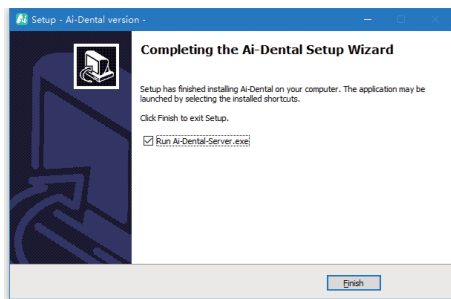 Ai Setup - Ai-Dental version -
Completing the Ai-Dental Setup Wizard
Setup has finished installing Ai-Dental on your computer. The application may be
launched by selecting the installed shortcuts.
Click Finish to exit Setup.
Run Ai-Dental-Server.exe
Finish